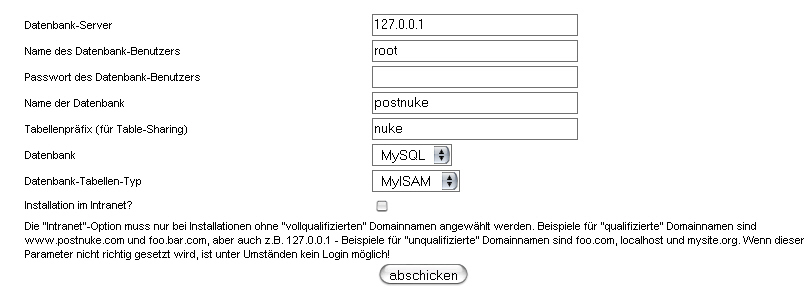 Datenbank-Server 127.0.0.1
Name des Datenbank-Benutzers root
Passwort des Datenbank-Benutzers
Name der Datenbank postnuke
Tabellenpräfix (für Table-Sharing) nuke
Datenbank MySQL
Datenbank-Tabellen-Typ MyISAM
Installation im Intranet?
Die "Intranet"-Option muss nur bei Installationen ohne "vollqualifizierten" Domainnamen angewählt werden. Beispiele für "qualifizierte" Domainnamen sind
www.postnuke.com und foo.bar.com, aber auch z.B. 127.0.0.1 - Beispiele für "unqualifizierte" Domainnamen sind foo.com, localhost und mysite.org. Wenn dieser
Parameter nicht richtig gesetzt wird, ist unter Umständen kein Login möglich!
abschicken